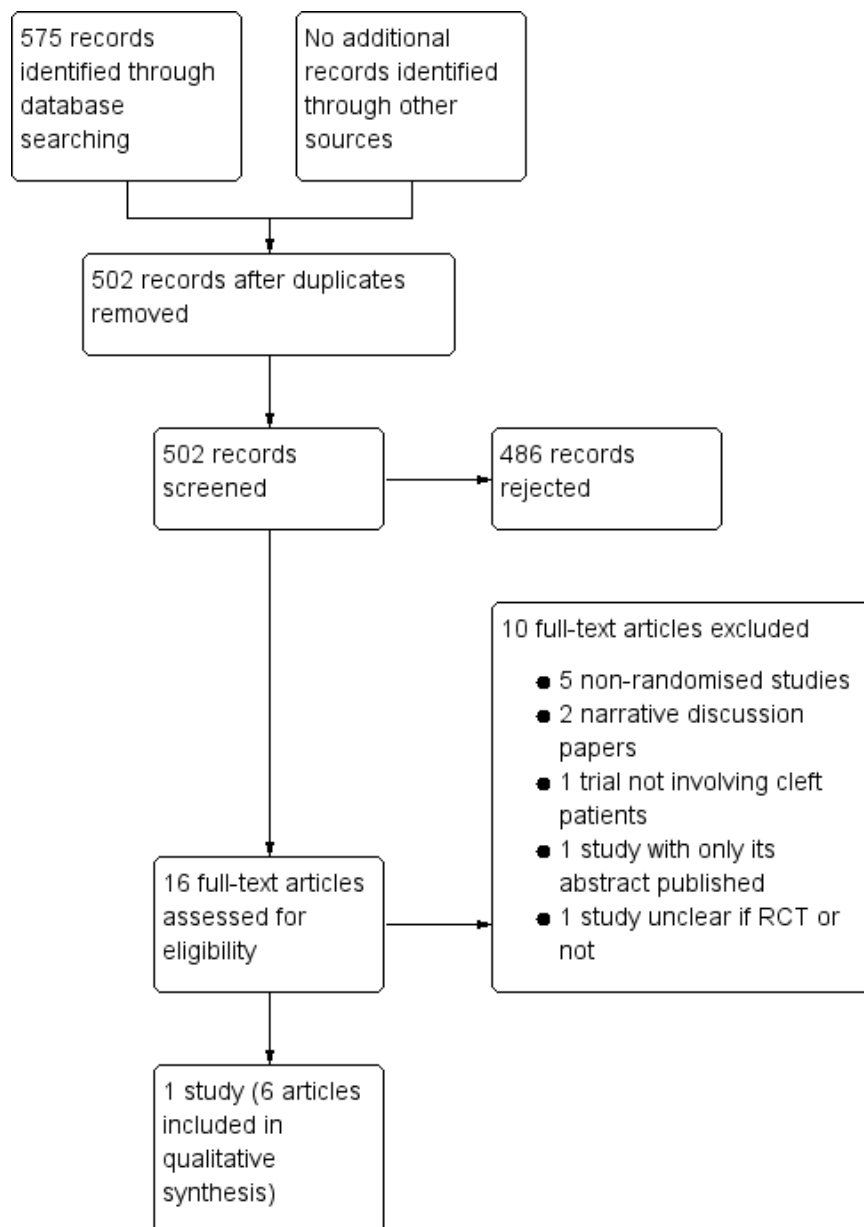 575 records
identified through
database
searching
No additional
records identified
through other
sources
502 records after duplicates
removed
502 records
screened
486 records
rejected
10 full-text articles excluded
● 5 non-randomised studies
● 2 narrative discussion
papers
● 1 trial not involving cleft
patients
● 1 study with only its
abstract published
● 1 study unclear if RCT or
not
16 full-text articles
assessed for
eligibility
1 study (6 articles
included in
qualitative
synthesis)